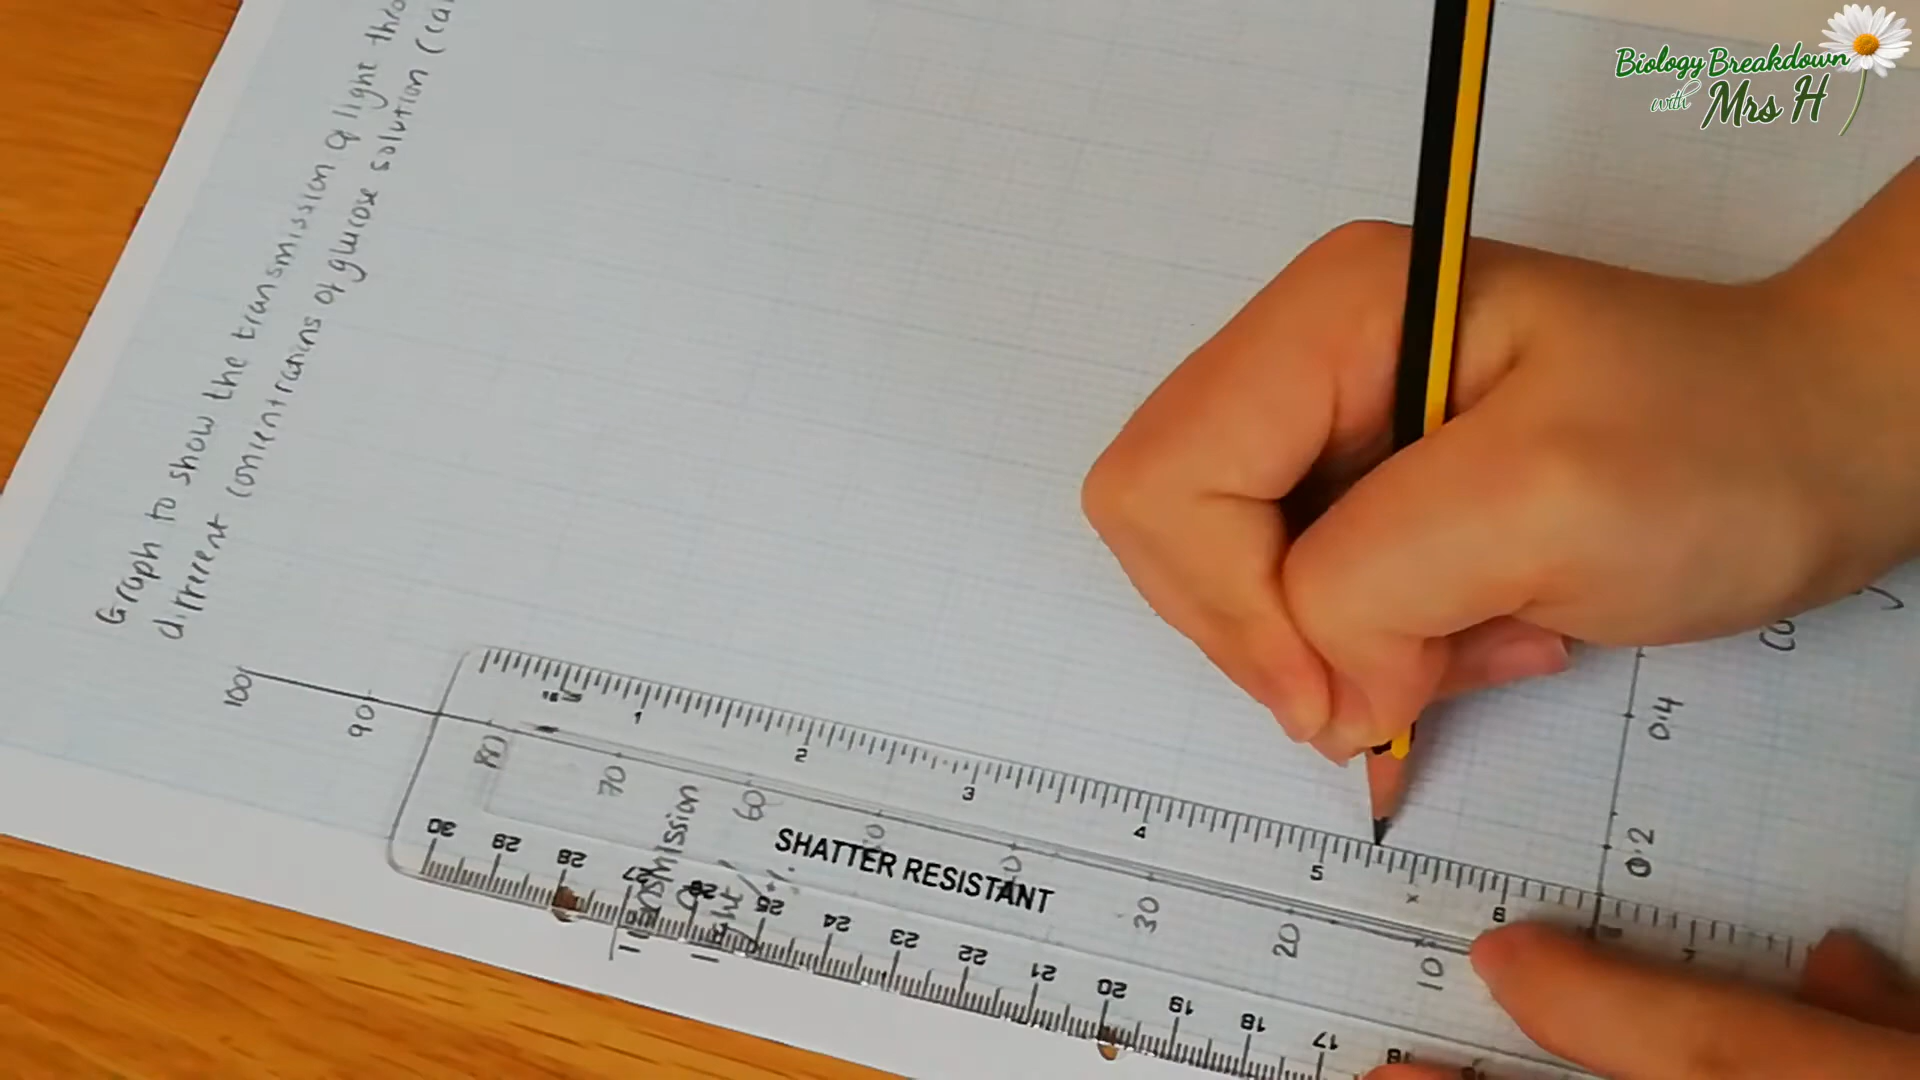 Biology Breakdown
with Mrs H
Graph to show the transmission of light
different concentrations of glucose solution
100
90
80
70
60
30
20
10
Transmission
light / %
0.2
0.4
SHATTER RESISTANT
1 2 3 4 5
30 29 28 27 26 25 24 23 22 21 20 19 18 17